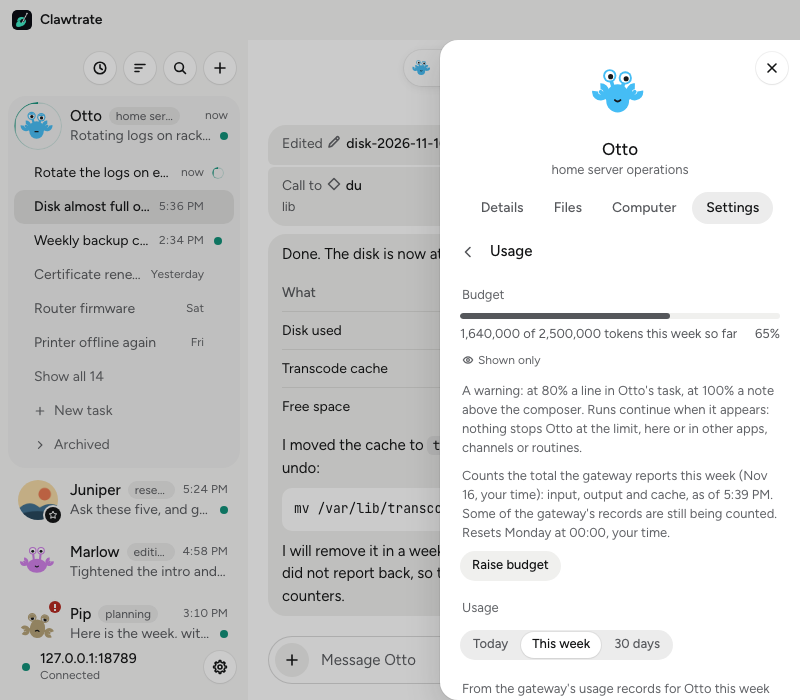 Clawtrate
Otto
home ser...
now
Rotating logs on rack...
Rotate the logs on e...
now
Disk almost full o...
5:36 PM
Weekly backup c...
2:34 PM
Certificate rene...
Yesterday
Router firmware
Sat
Printer offline again
Fri
Show all 14
New task
Archived
Juniper
rese...
5:24 PM
Ask these five, and g...
Marlow
editi...
4:58 PM
Tightened the intro and...
Pip
planning
3:10 PM
Here is the week. wit...
127.0.0.1:18789
Connected
Edited disk-2026-11-1
Call to du
lib
Done. The disk is now at
What
Disk used
Transcode cache
Free space
I moved the cache to
undo:
mv /var/lib/transco
I will remove it in a week
did not report back, so t
counters.
Message Otto
Otto
home server operations
Details
Files
Computer
Settings
Usage
Budget
1,640,000 of 2,500,000 tokens this week so far
65%
Shown only
A warning: at 80% a line in Otto's task, at 100% a note
above the composer. Runs continue when it appears:
nothing stops Otto at the limit, here or in other apps,
channels or routines.
Counts the total the gateway reports this week (Nov
16, your time): input, output and cache, as of 5:39 PM.
Some of the gateway's records are still being counted.
Resets Monday at 00:00, your time.
Raise budget
Usage
Today
This week
30 days
From the gateway's usage records for Otto this week